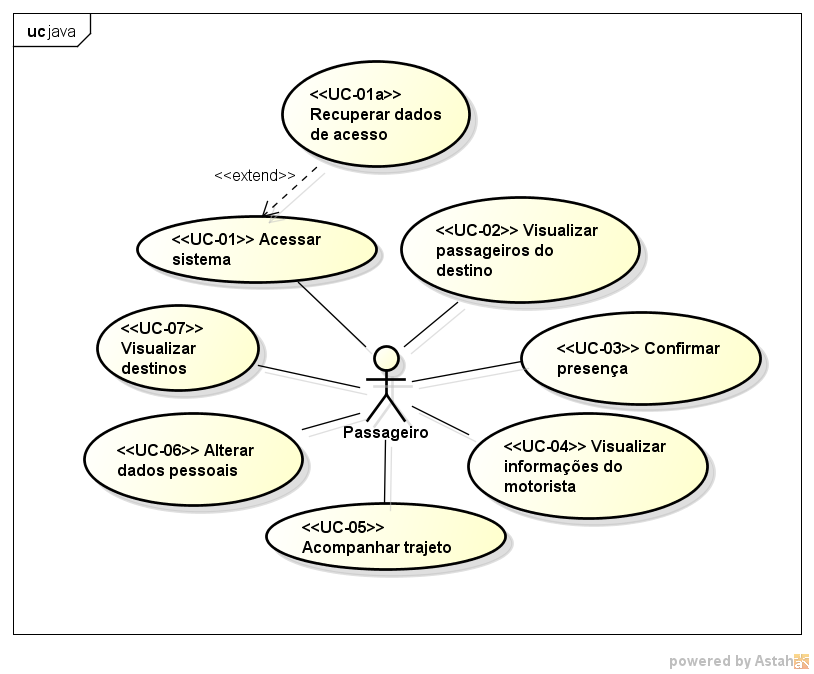 uc java
<<UC-01a>>
Recuperar dados
de acesso
<<extend>>
<<UC-01>> Acessar
sistema
<<UC-02>> Visualizar
passageiros do
destino
<<UC-07>>
Visualizar
destinos
<<UC-03>> Confirmar
presença
Passageiro
<<UC-06>> Alterar
dados pessoais
<<UC-04>> Visualizar
informações do
motorista
<<UC-05>>
Acompanhar trajeto
powered by Astah